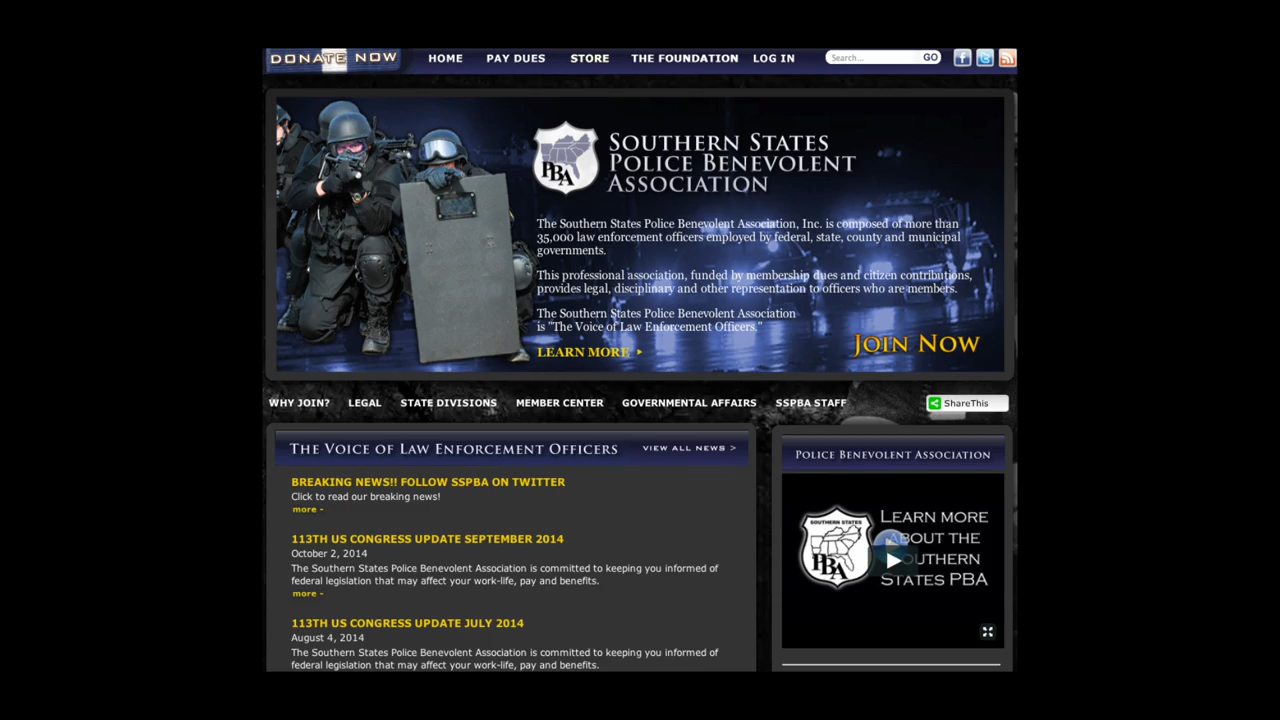 DONATE NOW
HOME PAY DUES STORE THE FOUNDATION LOG IN
Search... GO
SOUTHERN STATES
POLICE BENEVOLENT
ASSOCIATION
PBA
The Southern States Police Benevolent Association, Inc. is composed of more than
35,000 law enforcement officers employed by federal, state, county and municipal
governments.
This professional association, funded by membership dues and citizen contributions,
provides legal, disciplinary and other representation to officers who are members.
The Southern States Police Benevolent Association
is "The Voice of Law Enforcement Officers."
LEARN MORE
JOIN NOW
WHY JOIN? LEGAL STATE DIVISIONS MEMBER CENTER GOVERNMENTAL AFFAIRS SSPBA STAFF
ShareThis
THE VOICE OF LAW ENFORCEMENT OFFICERS VIEW ALL NEWS >
BREAKING NEWS!! FOLLOW SSPBA ON TWITTER
Click to read our breaking news!
more -
113TH US CONGRESS UPDATE SEPTEMBER 2014
October 2, 2014
The Southern States Police Benevolent Association is committed to keeping you informed of
federal legislation that may affect your work-life, pay and benefits.
more -
113TH US CONGRESS UPDATE JULY 2014
August 4, 2014
The Southern States Police Benevolent Association is committed to keeping you informed of
federal legislation that may affect your work-life, pay and benefits.
POLICE BENEVOLENT ASSOCIATION
SOUTHERN STATES
PBA
LEARN MORE
ABOUT THE
SOUTHERN
STATES PBA